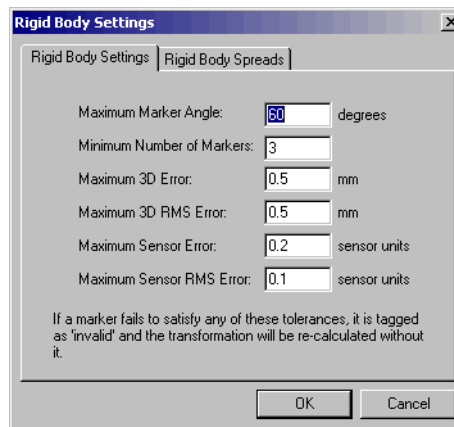 Rigid Body Settings
Rigid Body Settings Rigid Body Spreads
Maximum Marker Angle: 60 degrees
Minimum Number of Markers: 3
Maximum 3D Error: 0.5 mm
Maximum 3D RMS Error: 0.5 mm
Maximum Sensor Error: 0.2 sensor units
Maximum Sensor RMS Error: 0.1 sensor units
If a marker fails to satisfy any of these tolerances, it is tagged
as 'invalid' and the transformation will be re-calculated without
it.
OK Cancel